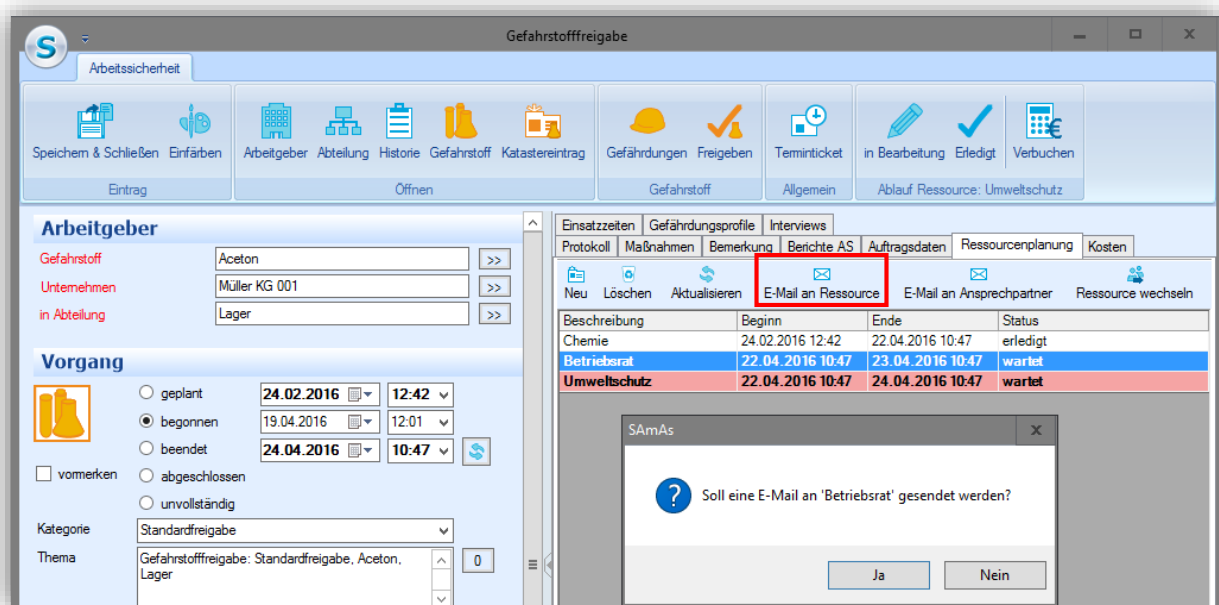 Gefahrstofffreigabe
S
Arbeitssicherheit
Speichern & Schließen Einfärben Arbeitgeber Abteilung Historie Gefahrstoff Katastereintrag Gefährdungen Freigeben Terminticket in Bearbeitung Erledigt Verbuchen
Eintrag Öffnen Gefahrstoff Allgemein Ablauf Ressource: Umweltschutz
Arbeitgeber
Gefahrstoff Aceton >>
Unternehmen Müller KG 001 >>
in Abteilung Lager >>
Vorgang
geplant 24.02.2016 12:42
begonnen 19.04.2016 12:01
beendet 24.04.2016 10:47
vormerken abgeschlossen
unvollständig
Kategorie Standardfreigabe
Thema Gefahrstofffreigabe: Standardfreigabe, Aceton, 0
Lager
Einsatzzeiten Gefährdungsprofile Interviews
Protokoll Maßnahmen Bemerkung Berichte AS Auftragsdaten Ressourcenplanung Kosten
Neu Löschen Aktualisieren E-Mail an Ressource E-Mail an Ansprechpartner Ressource wechseln
Beschreibung Beginn Ende Status
Chemie 24.02.2016 12:42 22.04.2016 10:47 erledigt
Betriebsrat 22.04.2016 10:47 23.04.2016 10:47 wartet
Umweltschutz 22.04.2016 10:47 24.04.2016 10:47 wartet
SAmAs x
Soll eine E-Mail an 'Betriebsrat' gesendet werden?
Ja Nein